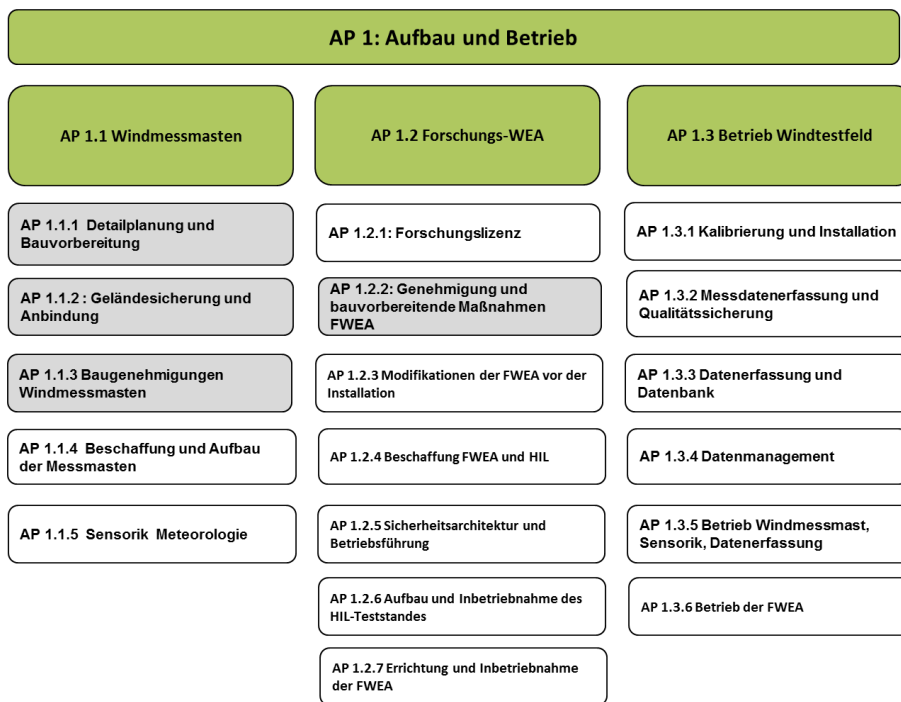 AP 1: Aufbau und Betrieb
AP 1.1 Windmessmasten
AP 1.1.1 Detailplanung und
Bauvorbereitung
AP 1.1.2 : Geländesicherung und
Anbindung
AP 1.1.3 Baugenehmigungen
Windmessmasten
AP 1.1.4 Beschaffung und Aufbau
der Messmasten
AP 1.1.5 Sensorik Meteorologie
AP 1.2 Forschungs-WEA
AP 1.2.1: Forschungslizenz
AP 1.2.2: Genehmigung und
bauvorbereitende Maßnahmen
FWEA
AP 1.2.3 Modifikationen der FWEA vor der
Installation
AP 1.2.4 Beschaffung FWEA und HIL
AP 1.2.5 Sicherheitsarchitektur und
Betriebsführung
AP 1.2.6 Aufbau und Inbetriebnahme des
HIL-Teststandes
AP 1.2.7 Errichtung und Inbetriebnahme
der FWEA
AP 1.3 Betrieb Windtestfeld
AP 1.3.1 Kalibrierung und Installation
AP 1.3.2 Messdatenerfassung und
Qualitätssicherung
AP 1.3.3 Datenerfassung und
Datenbank
AP 1.3.4 Datenmanagement
AP 1.3.5 Betrieb Windmessmast,
Sensorik, Datenerfassung
AP 1.3.6 Betrieb der FWEA